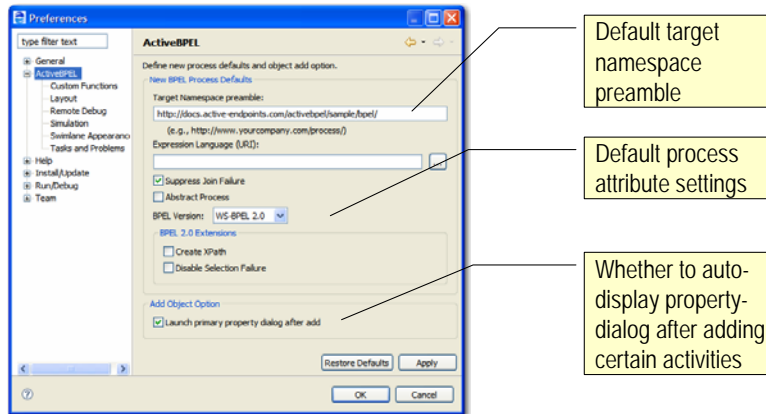 Preferences
type filter text
ActiveBPEL
General
ActiveBPEL
Custom Functions
Layout
Remote Debug
Simulation
Swimlane Appearanc
Tasks and Problems
Help
Install/Update
Run/Debug
Team
Define new process defaults and object add option.
New BPEL Process Defaults
Target Namespace preamble:
http://docs.active-endpoints.com/activebpel/sample/bpel/
(e.g., http://www.yourcompany.com/process/)
Expression Language (URI):
...
Suppress Join Failure
Abstract Process
BPEL Version: WS-BPEL 2.0
BPEL 2.0 Extensions
Create XPath
Disable Selection Failure
Add Object Option
Launch primary property dialog after add
Restore Defaults Apply
OK Cancel
Default target
namespace
preamble
Default process
attribute settings
Whether to auto-
display property-
dialog after adding
certain activities